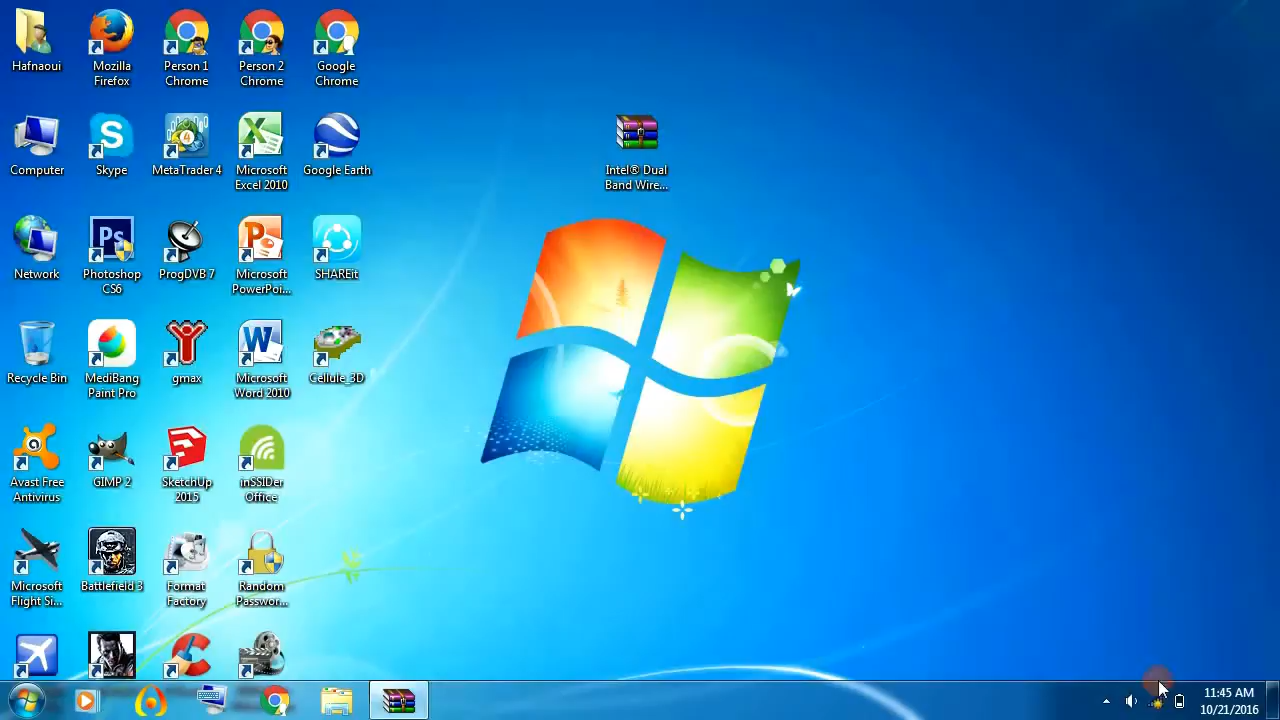 Hafnaoui
Mozilla
Firefox
Person 1
Chrome
Person 2
Chrome
Google
Chrome
Computer
Skype
MetaTrader 4
4
Microsoft
Excel 2010
Google Earth
Intel® Dual
Band Wire...
Network
Ps
Photoshop
CS6
ProgDVB 7
Microsoft
PowerPoi...
SHAREit
Recycle Bin
MediBang
Paint Pro
gmax
Microsoft
Word 2010
Cellule_3D
Avast Free
Antivirus
GIMP 2
SketchUp
2015
inSSIDer
Office
Microsoft
Flight Si...
Battlefield 3
Format
Factory
Random
Passwor...
11:45 AM
10/21/2016